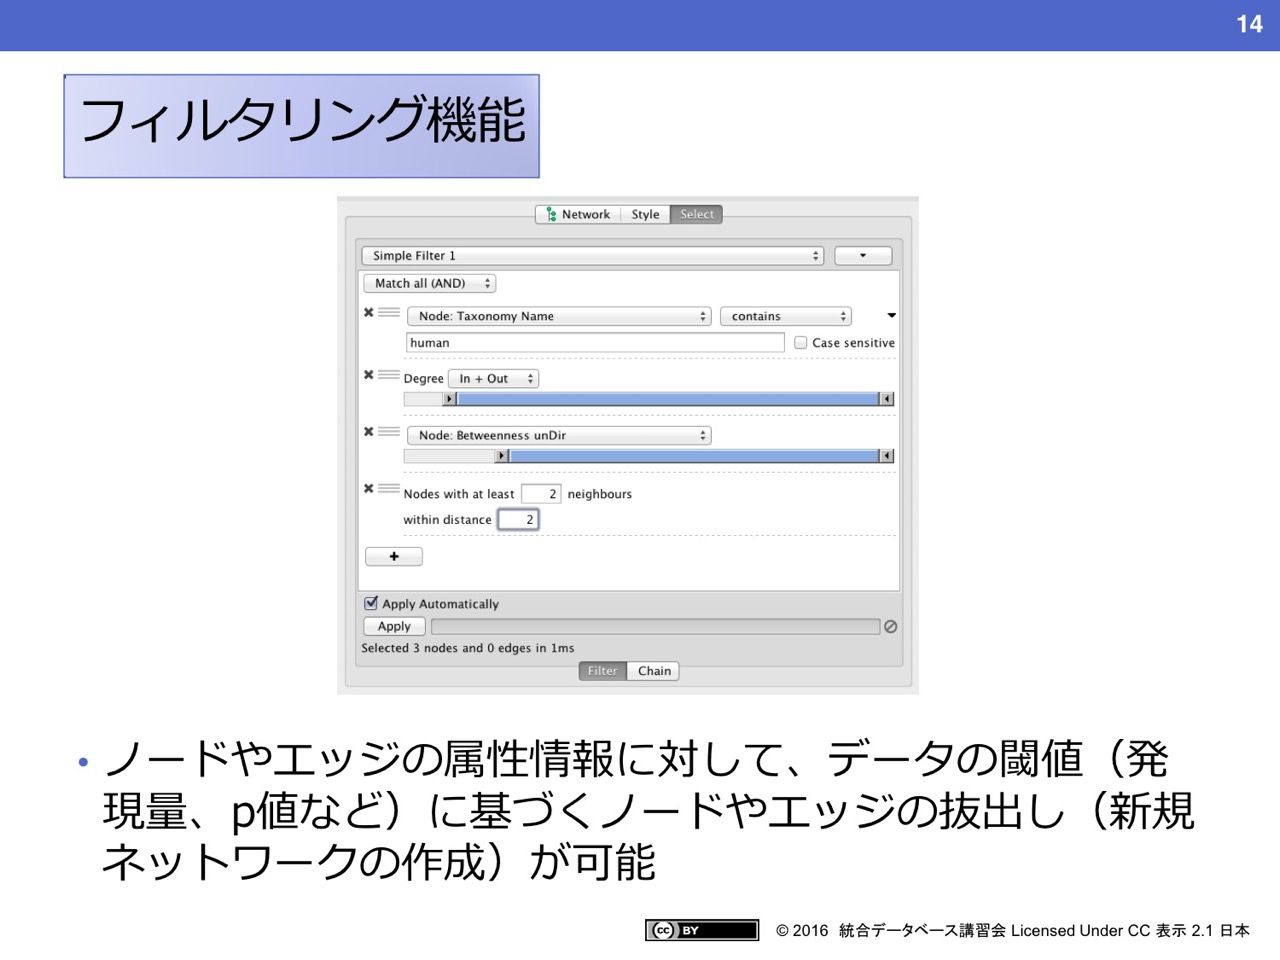 14
フィルタリング機能
Network Style Select
Simple Filter 1
Match all (AND)
Node: Taxonomy Name contains
human Case sensitive
Degree In + Out
Node: Betweenness unDir
Nodes with at least 2 neighbours
within distance 2
+
Apply Automatically
Apply
Selected 3 nodes and 0 edges in 1ms
Filter Chain
• ノードやエッジの属性情報に対して、データの閾値（発
現量、p値など）に基づくノードやエッジの抜出し（新規
ネットワークの作成）が可能
cc BY © 2016 統合データベース講習会 Licensed Under CC 表示 2.1 日本